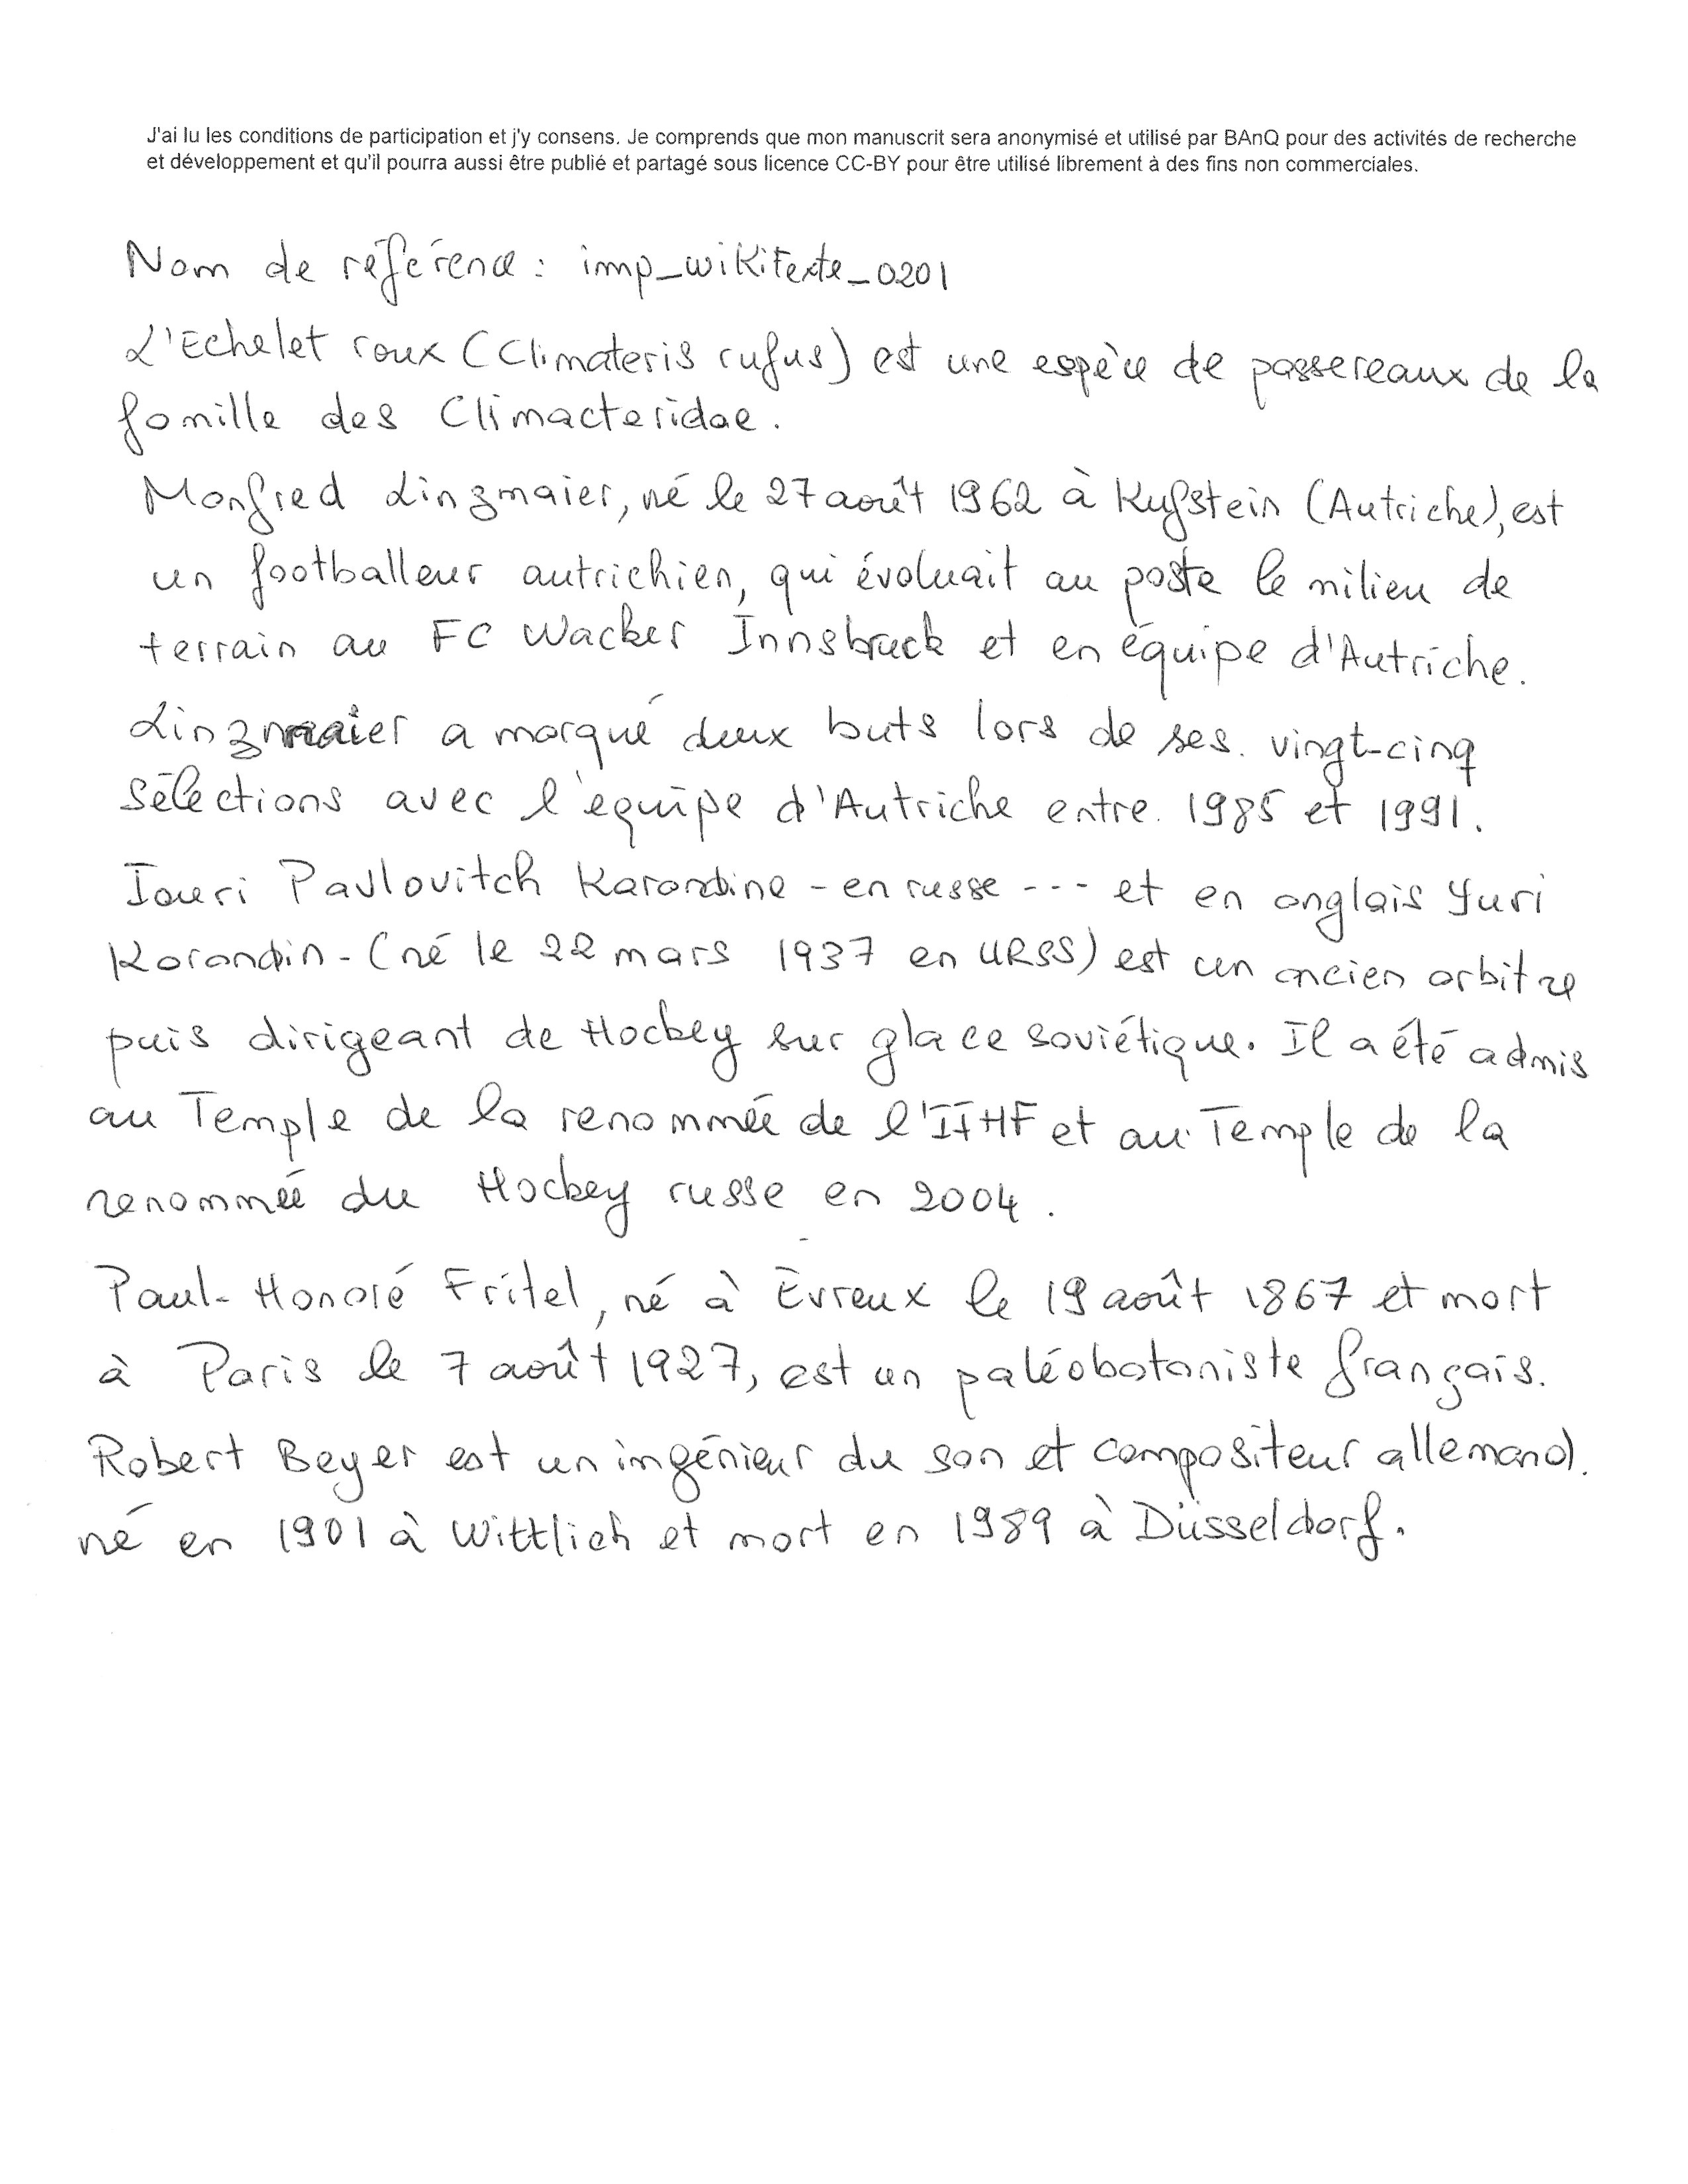 J'ai lu les conditions de participation et j'y consens. Je comprends que mon manuscrit sera anonymisé et utilisé par BAnQ pour des activités de recherche
et développement et qu'il pourra aussi être publié et partagé sous licence CC-BY pour être utilisé librement à des fins non commerciales.
Nom de référence : imp_wikitexte_0201
L'Echelet roux (Climateris rufus) est une espèce de passereaux de la
famille des Climacteridae.
Manfred Linzmaier, né le 27 août 1962 à Kufstein (Autriche), est
un footballeur autrichien, qui évoluait au poste le milieu de
terrain au FC Wacker Innsbruck et en équipe d'Autriche.
Linzmaier a marqué deux buts lors de ses vingt-cinq
sélections avec l'équipe d'Autriche entre 1985 et 1991.
Iouri Pavlovitch Karandine - en russe --- et en anglais Yuri
Karandin - (né le 22 mars 1937 en URSS) est un ancien arbitre
puis dirigeant de Hockey sur glace soviétique. Il a été admis
au Temple de la renommée de l'IIHF et au Temple de la
renommée du Hockey russe en 2004.
Paul-Honoré Fritel, né à Èvreux le 19 août 1867 et mort
à Paris le 7 août 1927, est un paléobotaniste français.
Robert Beyer est un ingénieur du son et compositeur allemand.
né en 1901 à Wittlich et mort en 1989 à Düsseldorf.